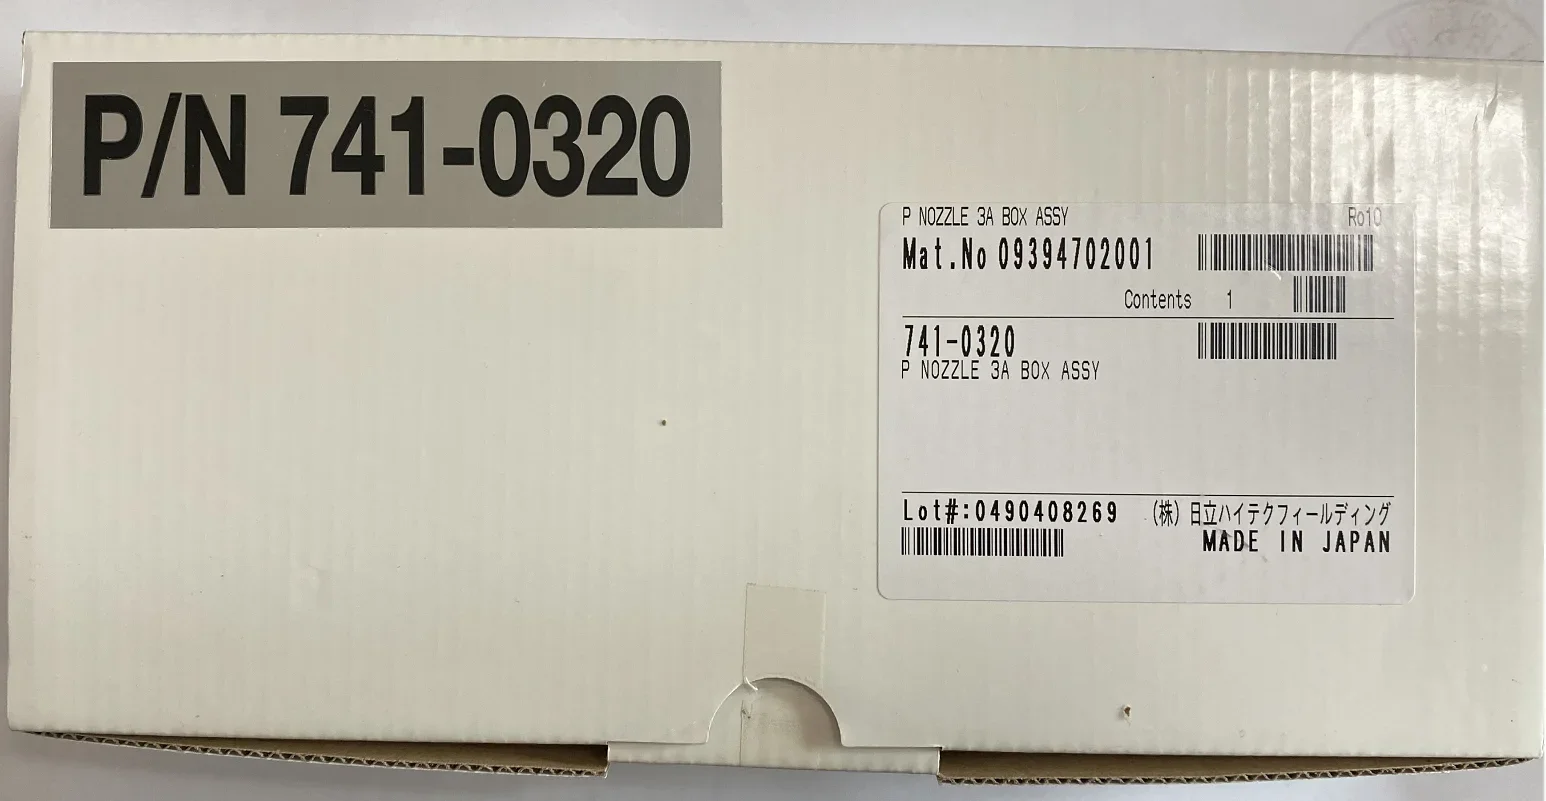 P/N 741-0320
P NOZZLE 3A BOX ASSY Ro10
Mat.No 09394702001
Contents 1
741-0320
P NOZZLE 3A BOX ASSY
Lot#:0490408269 (株)日立ハイテクフィールディング
MADE IN JAPAN